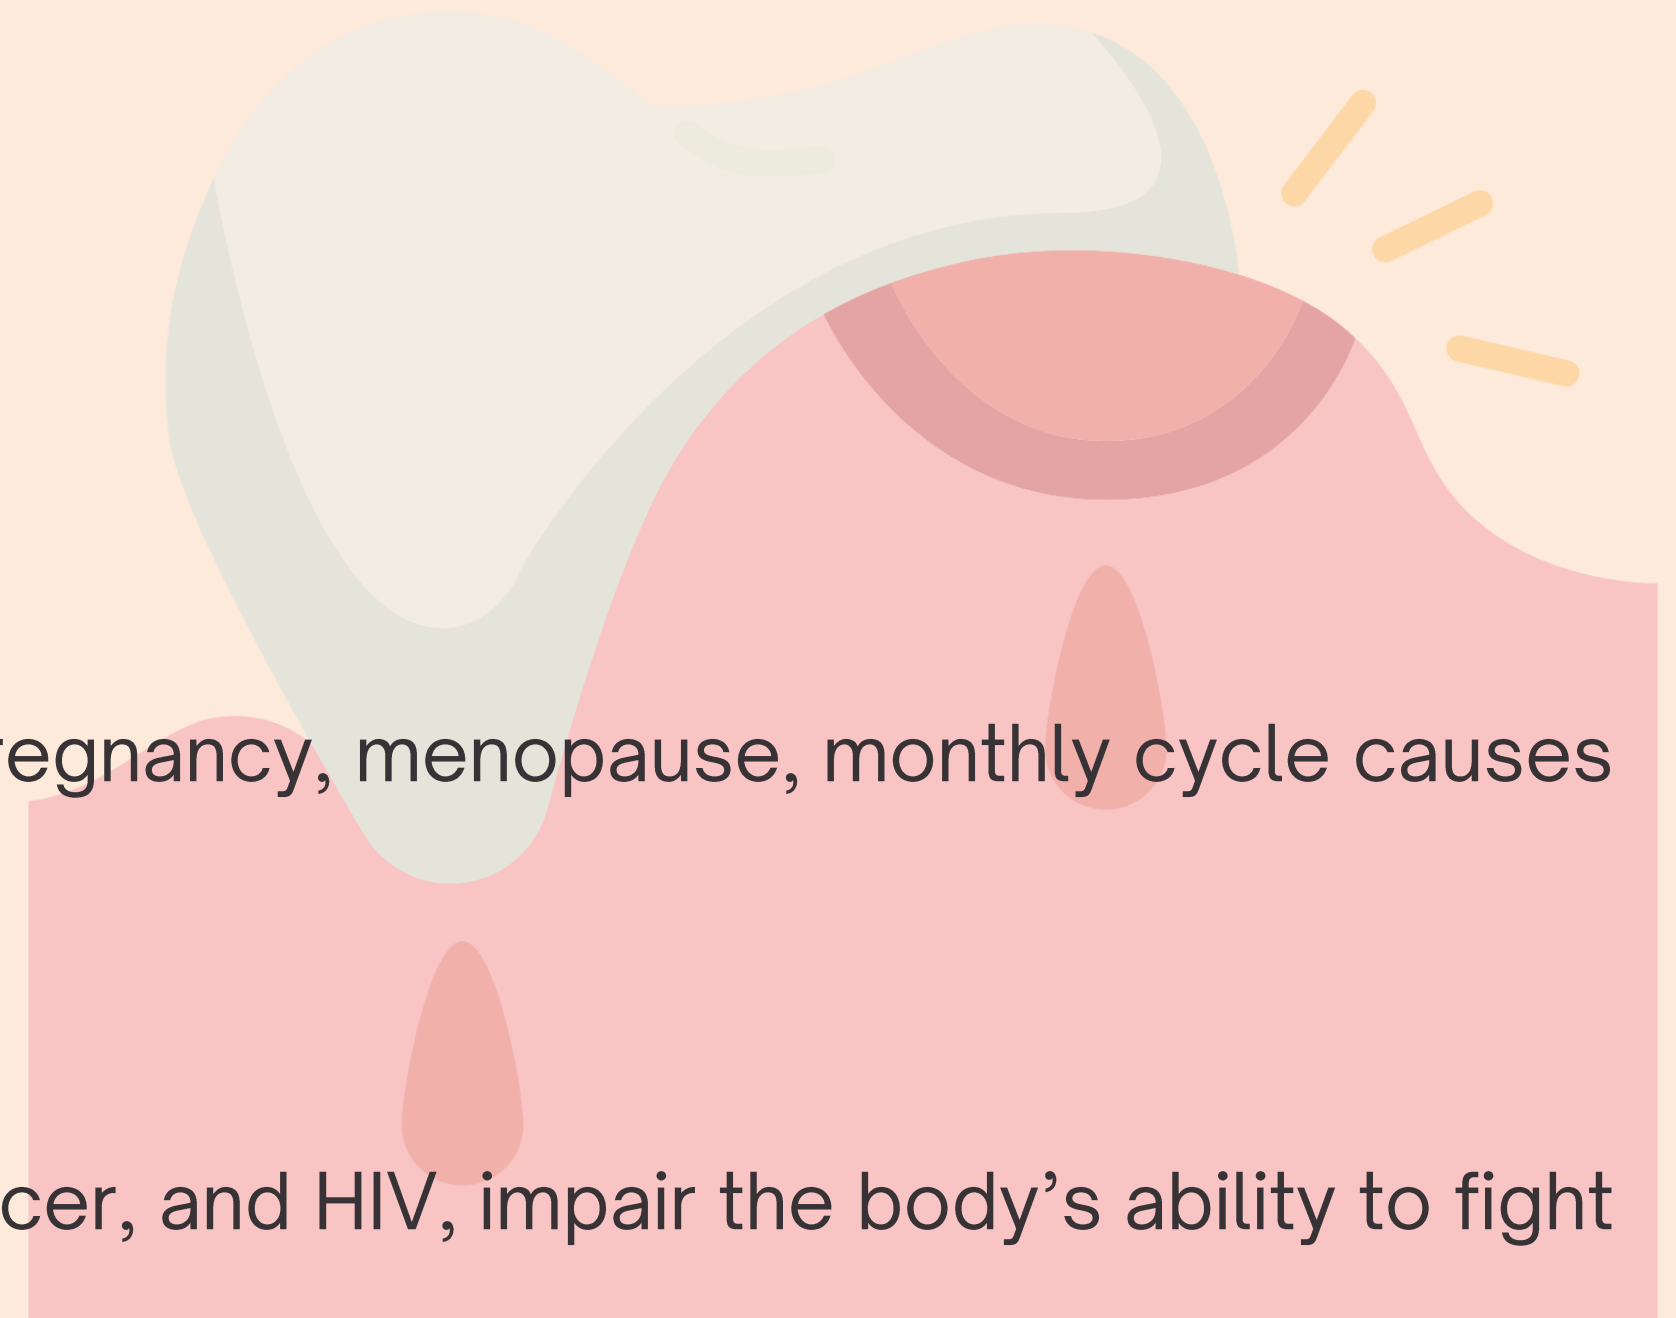 regnancy, menopause, monthly cycle causes
cer, and HIV, impair the body’s ability to fight